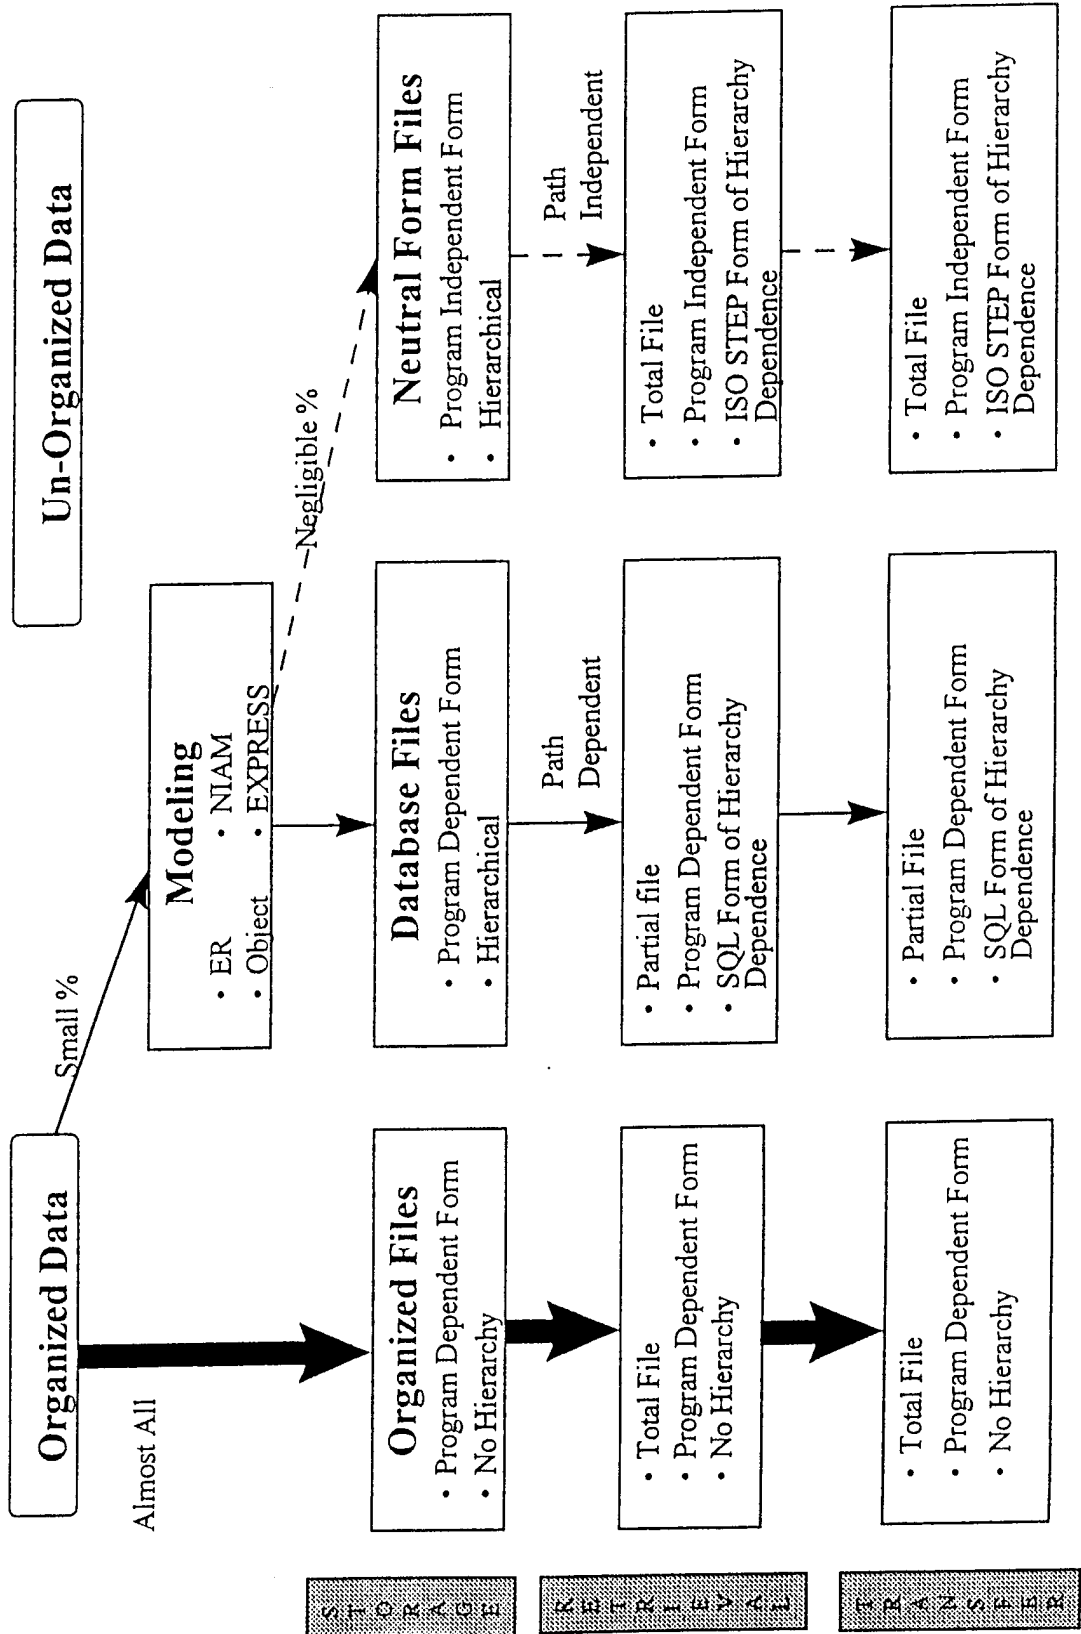 Organized Data
Un-Organized Data
Small %
Almost All
Modeling
• ER • NIAM
• Object • EXPRESS
Negligible %
STORAGE
Organized Files
• Program Dependent Form
• No Hierarchy
Database Files
• Program Dependent Form
• Hierarchical
Neutral Form Files
• Program Independent Form
• Hierarchical
Path
Dependent
Path
Independent
RETRIEVAL
• Total File
• Program Dependent Form
• No Hierarchy
• Partial file
• Program Dependent Form
• SQL Form of Hierarchy
Dependence
• Total File
• Program Independent Form
• ISO STEP Form of Hierarchy
Dependence
TRANSFER
• Total File
• Program Dependent Form
• No Hierarchy
• Partial File
• Program Dependent Form
• SQL Form of Hierarchy
Dependence
• Total File
• Program Independent Form
• ISO STEP Form of Hierarchy
Dependence